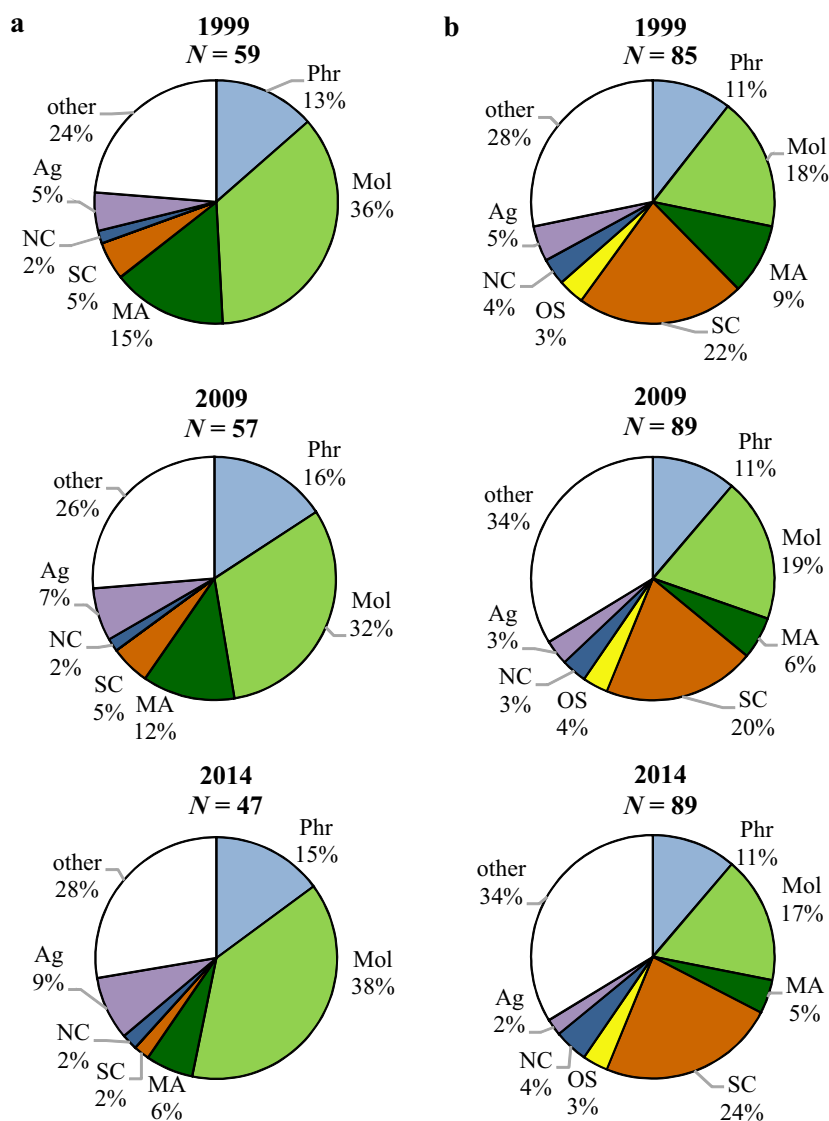 a
1999
N = 59
Phr
13%
Mol
36%
MA
15%
SC
5%
NC
2%
Ag
5%
other
24%
2009
N = 57
Phr
16%
Mol
32%
MA
12%
SC
5%
NC
2%
Ag
7%
other
26%
2014
N = 47
Phr
15%
Mol
38%
MA
6%
SC
2%
NC
2%
Ag
9%
other
28%
b
1999
N = 85
Phr
11%
Mol
18%
MA
9%
SC
22%
OS
3%
NC
4%
Ag
5%
other
28%
2009
N = 89
Phr
11%
Mol
19%
MA
6%
SC
20%
OS
4%
NC
3%
Ag
3%
other
34%
2014
N = 89
Phr
11%
Mol
17%
MA
5%
SC
24%
OS
3%
NC
4%
Ag
2%
other
34%